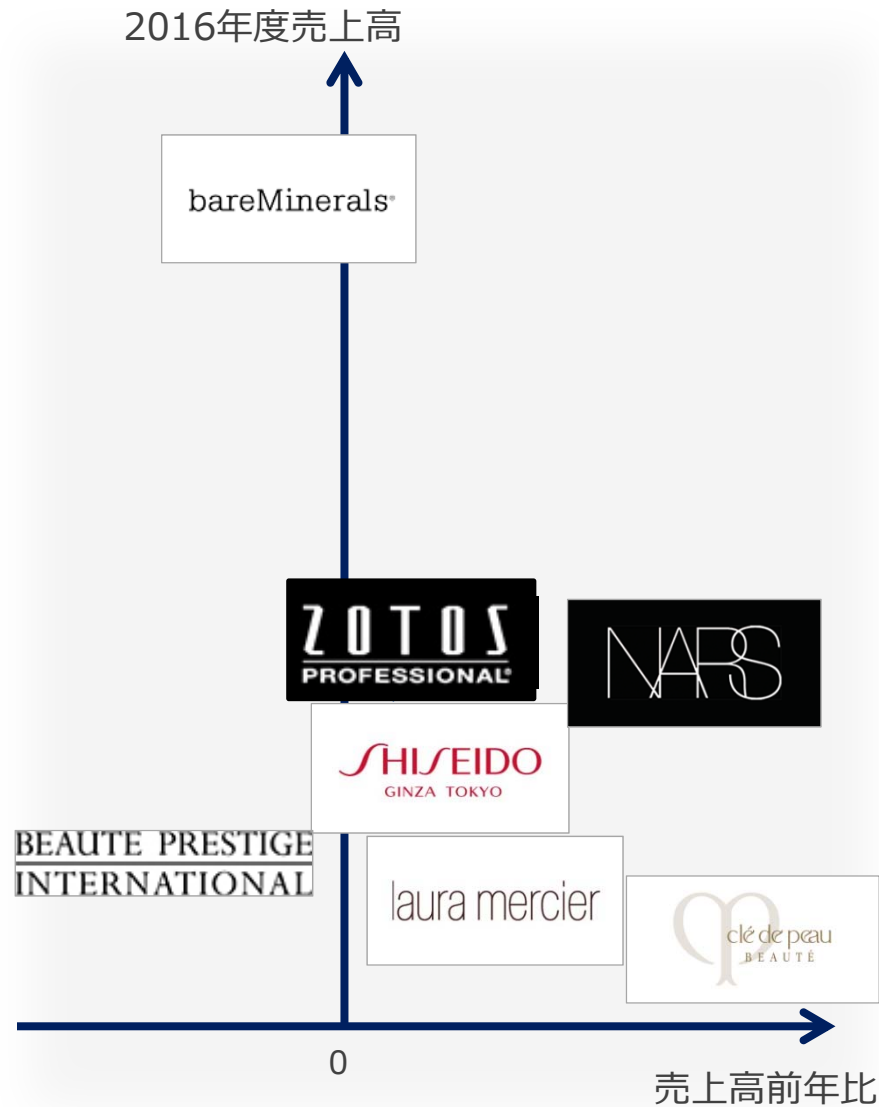 2016年度売上高
bareMinerals®
ZOTOS
PROFESSIONAL®
NARS
SHISEIDO
GINZA TOKYO
BEAUTE PRESTIGE
INTERNATIONAL
laura mercier
clé de peau
BEAUTÉ
0
売上高前年比